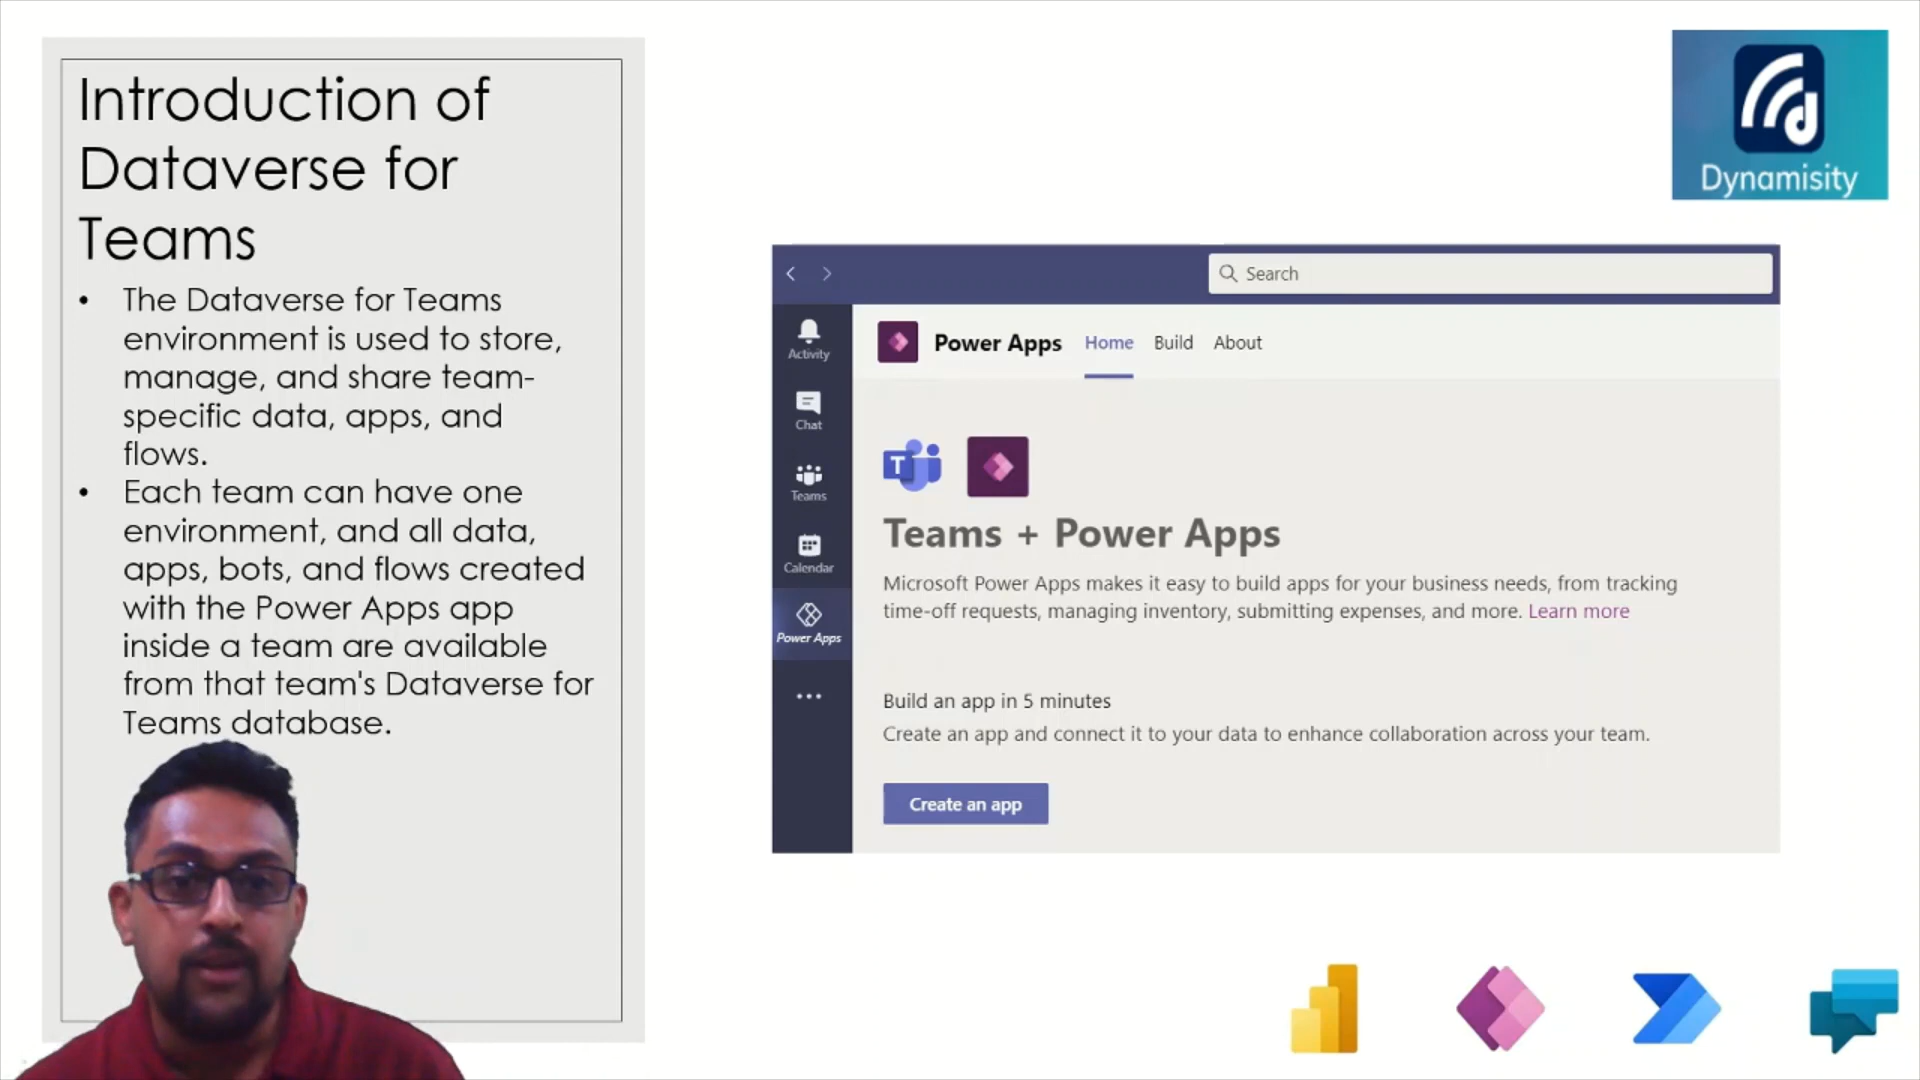 Introduction of
Dataverse for
Teams
• The Dataverse for Teams
environment is used to store,
manage, and share team-
specific data, apps, and
flows.
• Each team can have one
environment, and all data,
apps, bots, and flows created
with the Power Apps app
inside a team are available
from that team's Dataverse for
Teams database.
Dynamisity
Search
Activity
Chat
Teams
Calendar
Power Apps
Power Apps Home Build About
T
Teams + Power Apps
Microsoft Power Apps makes it easy to build apps for your business needs, from tracking
time-off requests, managing inventory, submitting expenses, and more. Learn more
Build an app in 5 minutes
Create an app and connect it to your data to enhance collaboration across your team.
Create an app